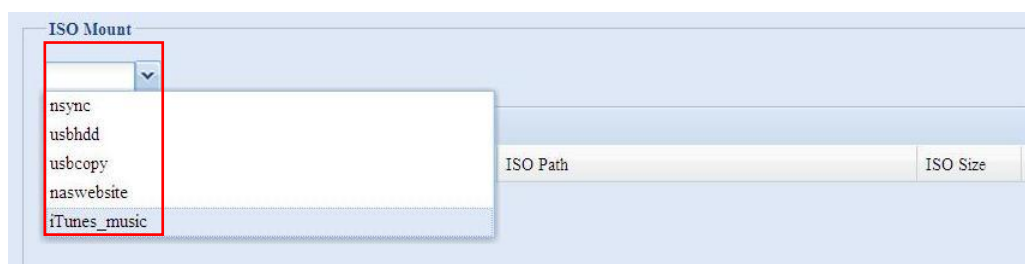 ISO Mount
nsync
usbhdd
usbcopy
naswebsite
iTunes_music
ISO Path
ISO Size